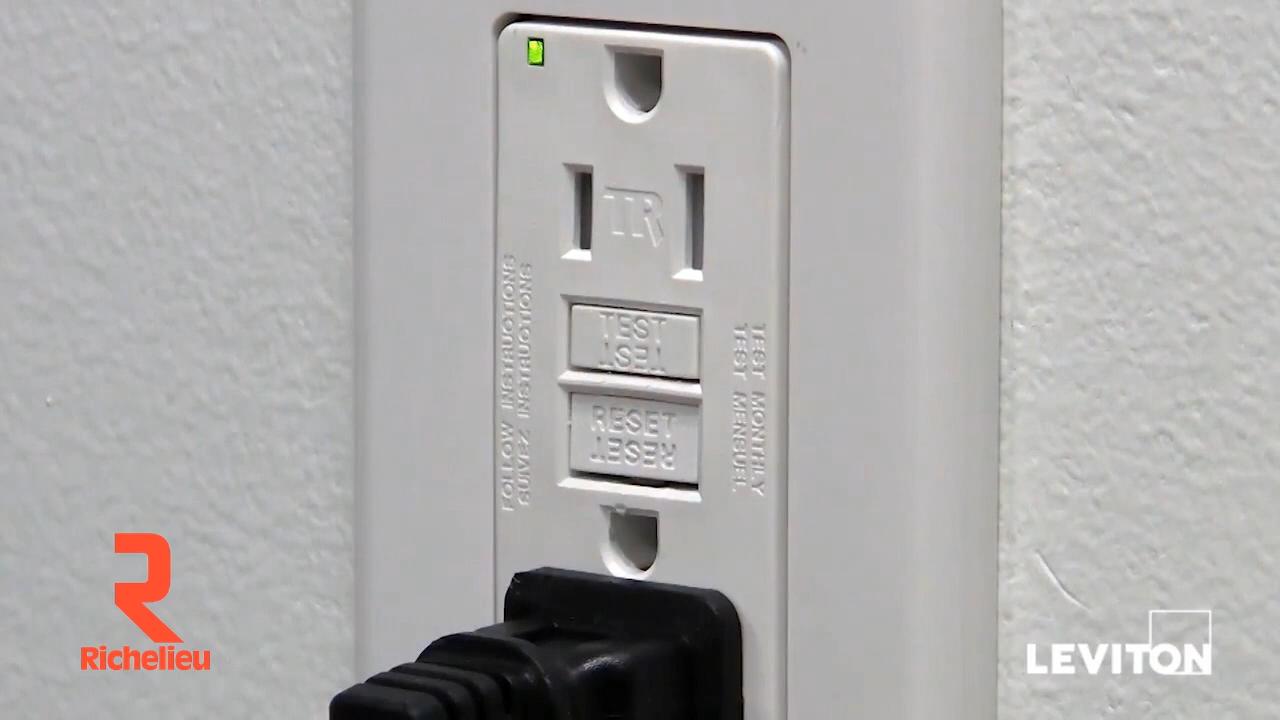 TR
TEST
TEST
RESET
RESET
FOLLOW INSTRUCTIONS
SUIVEZ INSTRUCTIONS
TEST MONTHLY
TEST MENSUEL
Richelieu
LEVITON